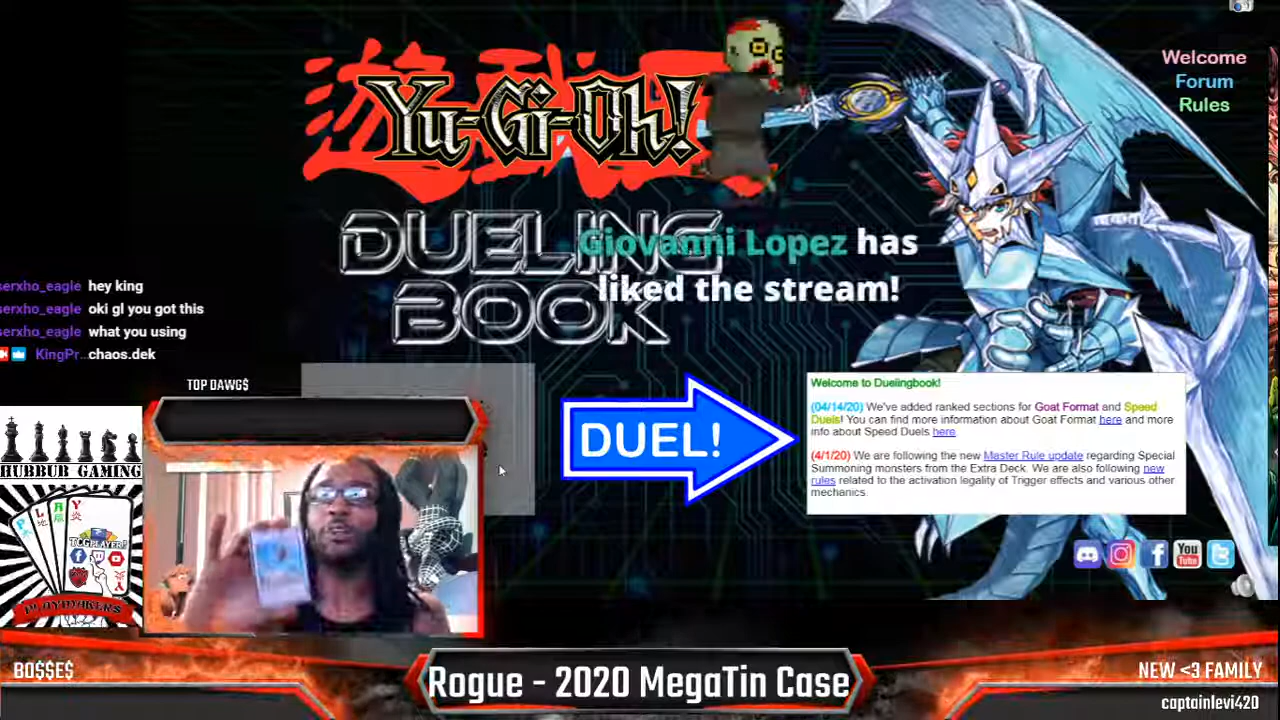 Yu-Gi-Oh!
DUELING
BOOK
Welcome
Forum
Rules
Giovanni Lopez has
liked the stream!
serxho_eagle hey king
serxho_eagle oki gl you got this
serxho_eagle what you using
KingPr... chaos.dek
TOP DAWG$
DUEL!
Welcome to Duelingbook!
(04/14/20) We've added ranked sections for Goat Format and Speed
Duels! You can find more information about Goat Format here and more
info about Speed Duels here
(4/1/20) We are following the new Master Rule update regarding Special
Summoning monsters from the Extra Deck. We are also following new
rules related to the activation legality of Trigger effects and various other
mechanics.
HUBBUB GAMING
P L A Y
TCGPLAYER!
PLAYMAKERS
You
Tube
BO$$E$
Rogue - 2020 MegaTin Case
NEW <3 FAMILY
captainlevi420